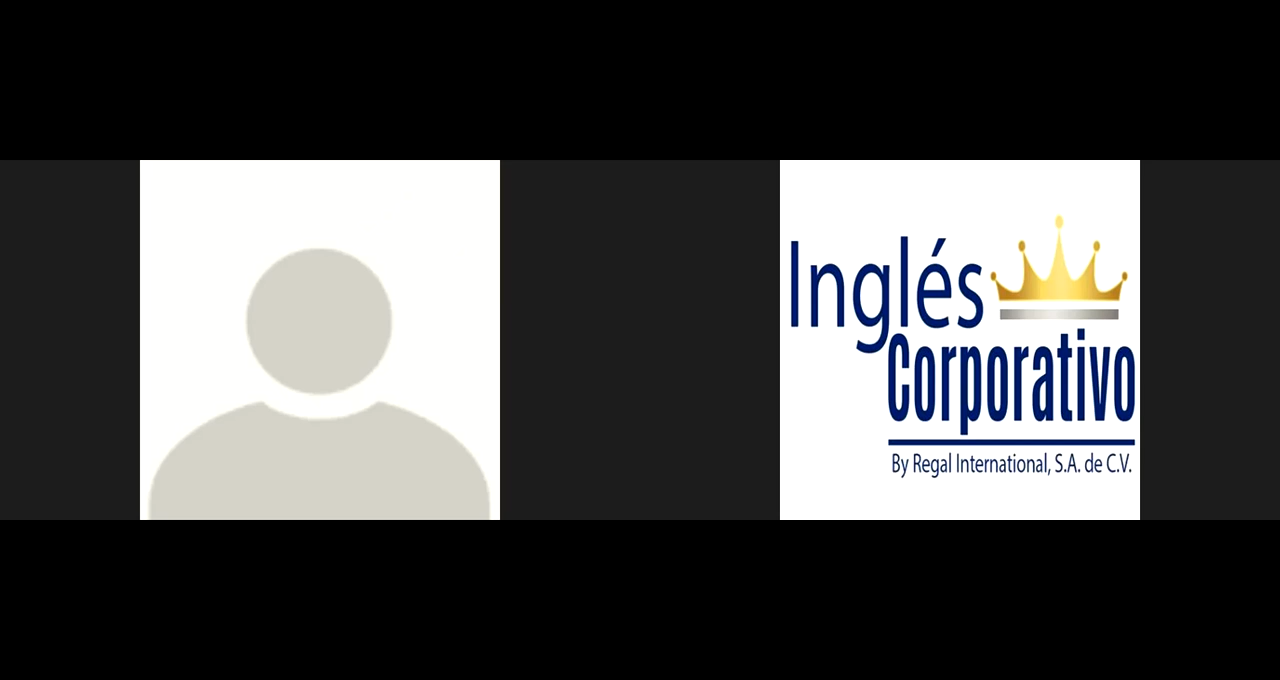 Inglés
Corporativo
By Regal International, S.A. de C.V.